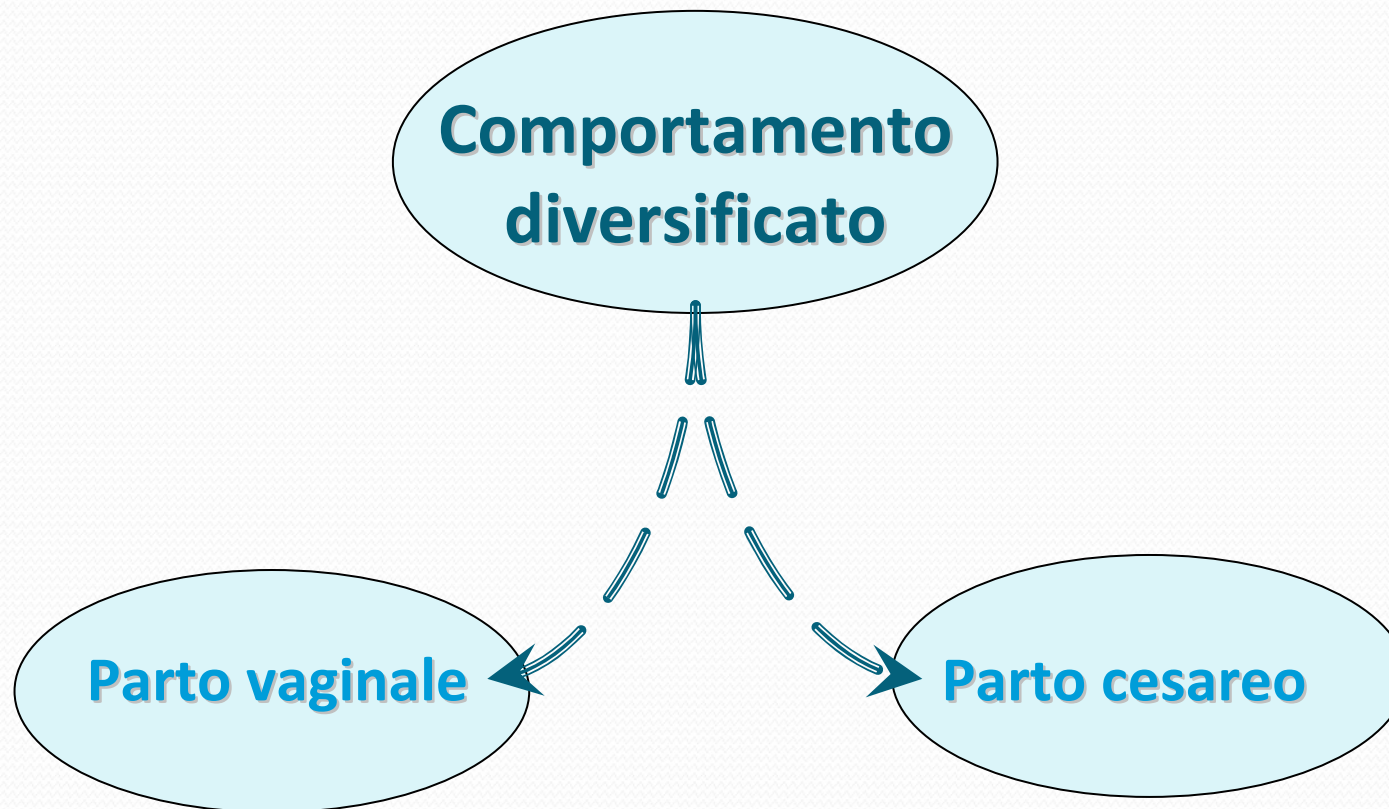 Comportamento
diversificato
Parto vaginale
Parto cesareo